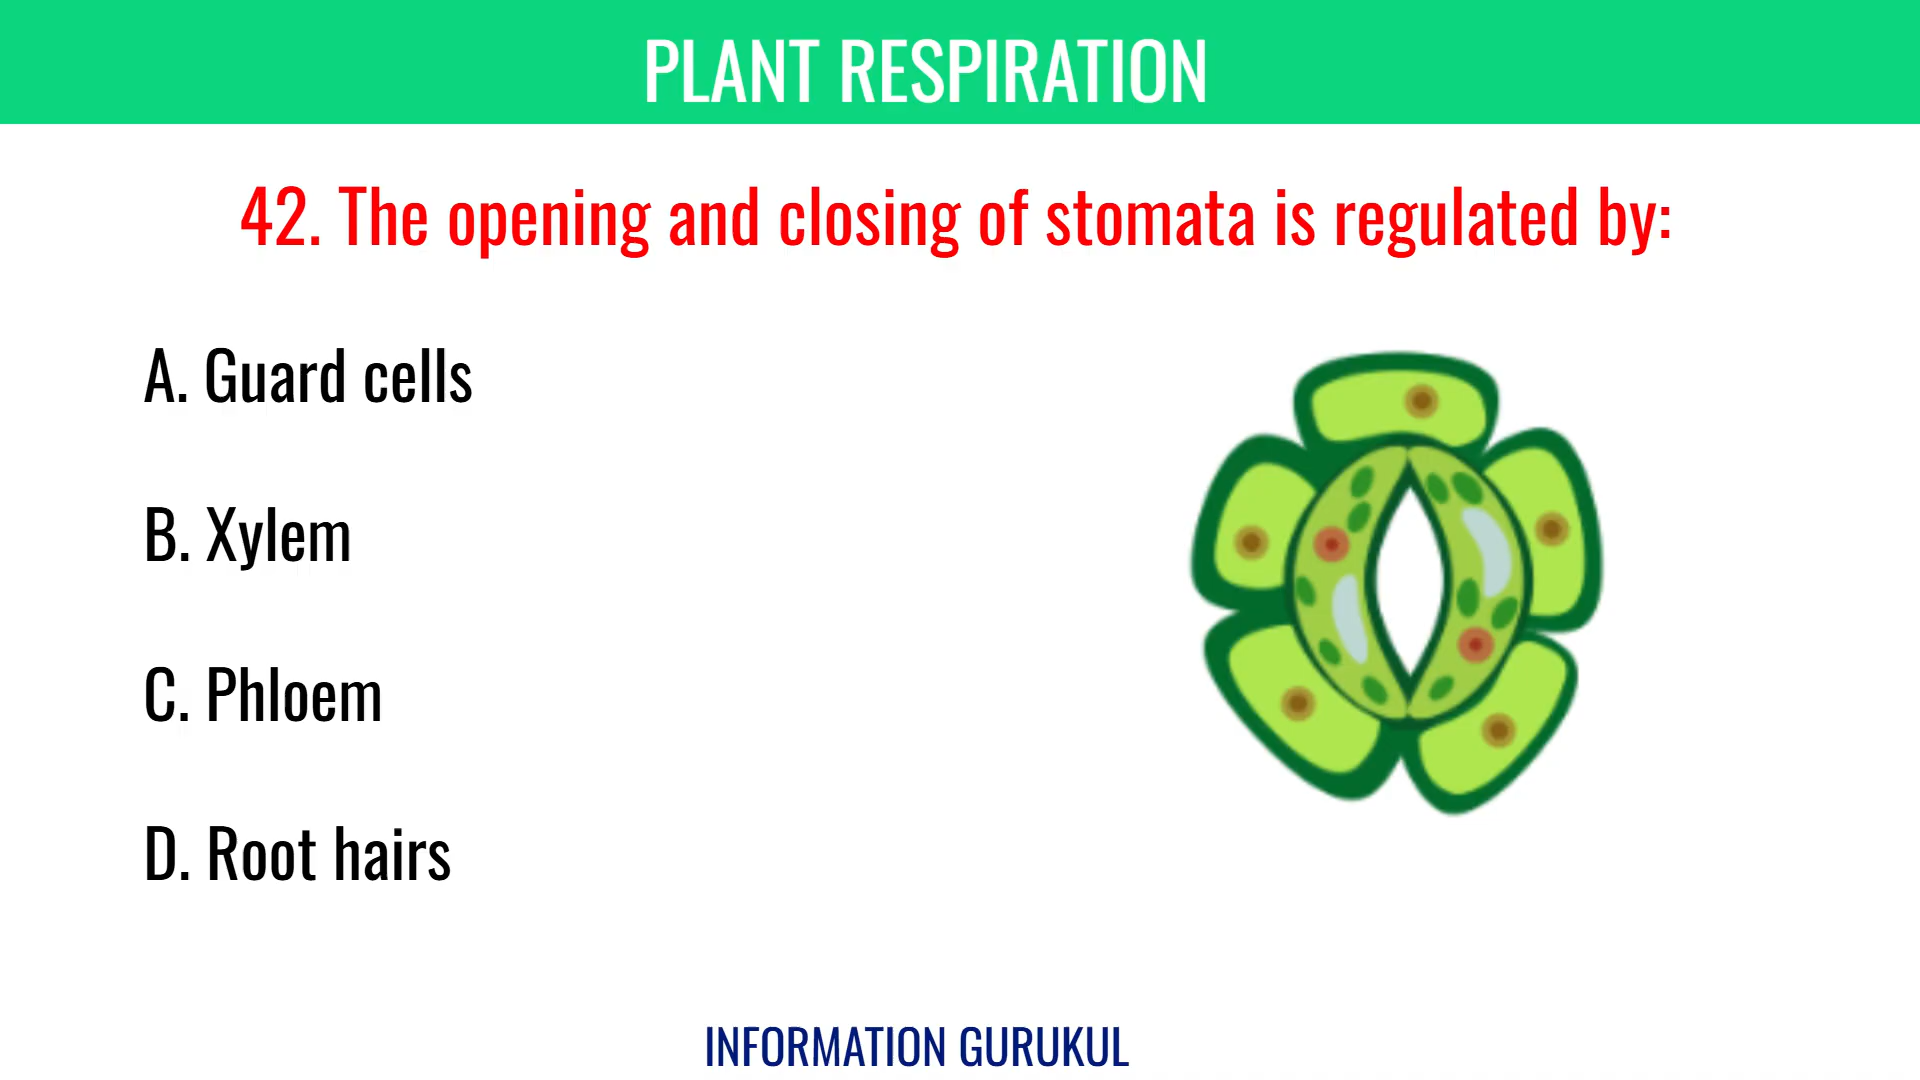 PLANT RESPIRATION
42. The opening and closing of stomata is regulated by:
A. Guard cells
B. Xylem
C. Phloem
D. Root hairs
INFORMATION GURUKUL